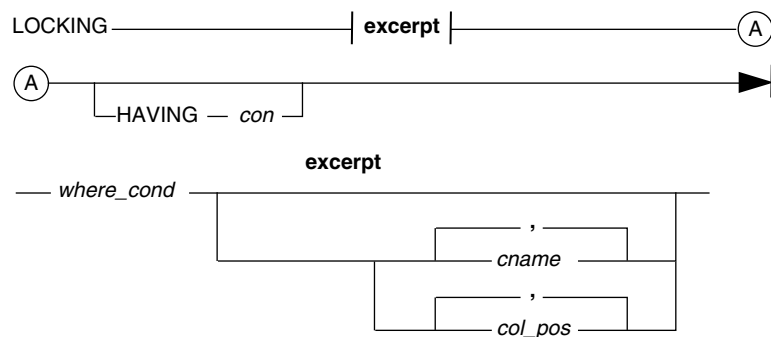 LOCKING excerpt A
A
HAVING con
excerpt
where_cond
,
cname
,
col_pos